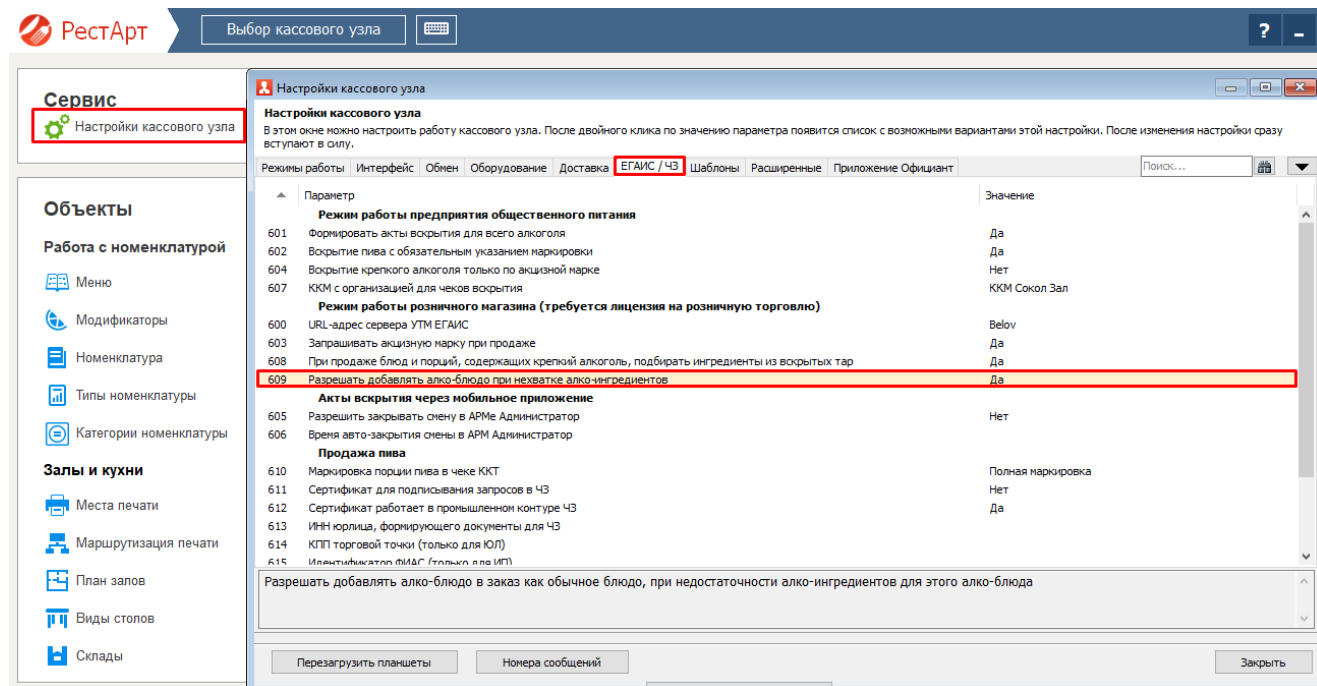 РестАрт
Выбор кассового узла
?
Сервис
Настройки кассового узла
Объекты
Работа с номенклатурой
Меню
Модификаторы
Номенклатура
Типы номенклатуры
Категории номенклатуры
Залы и кухни
Места печати
Маршрутизация печати
План залов
Виды столов
Склады
Настройки кассового узла
Настройки кассового узла
В этом окне можно настроить работу кассового узла. После двойного клика по значению параметра появится список с возможными вариантами этой настройки. После изменения настройки сразу
вступают в силу.
Режимы работы Интерфейс Обмен Оборудование Доставка ЕГАИС / ЧЗ Шаблоны Расширенные Приложение Официант Поиск...
Параметр Значение
Режим работы предприятия общественного питания
601 Формировать акты вскрытия для всего алкоголя Да
602 Вскрытие пива с обязательным указанием маркировки Да
604 Вскрытие крепкого алкоголя только по акцизной марке Нет
607 ККМ с организацией для чеков вскрытия ККМ Сокол Зал
Режим работы розничного магазина (требуется лицензия на розничную торговлю)
600 URL-адрес сервера УТМ ЕГАИС Belov
603 Запрашивать акцизную марку при продаже Да
608 При продаже блюд и порций, содержащих крепкий алкоголь, подбирать ингредиенты из вскрытых тар Да
609 Разрешать добавлять алко-блюдо при нехватке алко-ингредиентов Да
Акты вскрытия через мобильное приложение
605 Разрешить закрывать смену в АРМе Администратор Нет
606 Время авто-закрытия смены в АРМ Администратор
Продажа пива
610 Маркировка порции пива в чеке ККТ Полная маркировка
611 Сертификат для подписывания запросов в ЧЗ Нет
612 Сертификат работает в промышленном контуре ЧЗ Да
613 ИНН юрлица, формирующего документы для ЧЗ
614 КПП торговой точки (только для ЮЛ)
615 Идентификатор ФИАС (только для ИП)
Разрешать добавлять алко-блюдо в заказ как обычное блюдо, при недостаточности алко-ингредиентов для этого алко-блюда
Перезагрузить планшеты Номера сообщений Закрыть